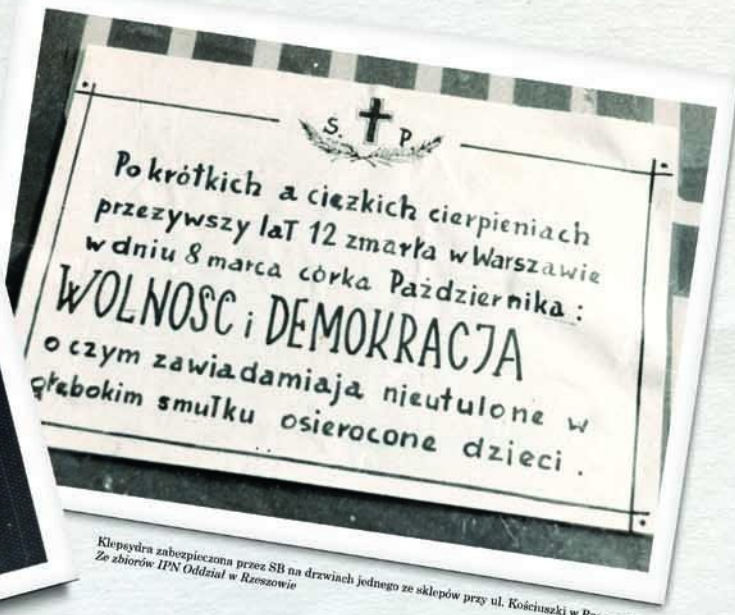 Ś. P.
Po krótkich a ciezkich cierpieniach
przezywszy laT 12 zmarła w Warszawie
w dniu 8 marca córka Pażdziernika :
WOLNOSC i DEMOKRACJA
o czym zawiadamiaja nieutulone w
głębokim smuTku osierocone dzieci .
Klepsydra zabezpieczona przez SB na drzwiach jednego ze sklepów przy ul. Kościuszki w
Ze zbiorów IPN Oddział w Rzeszowie